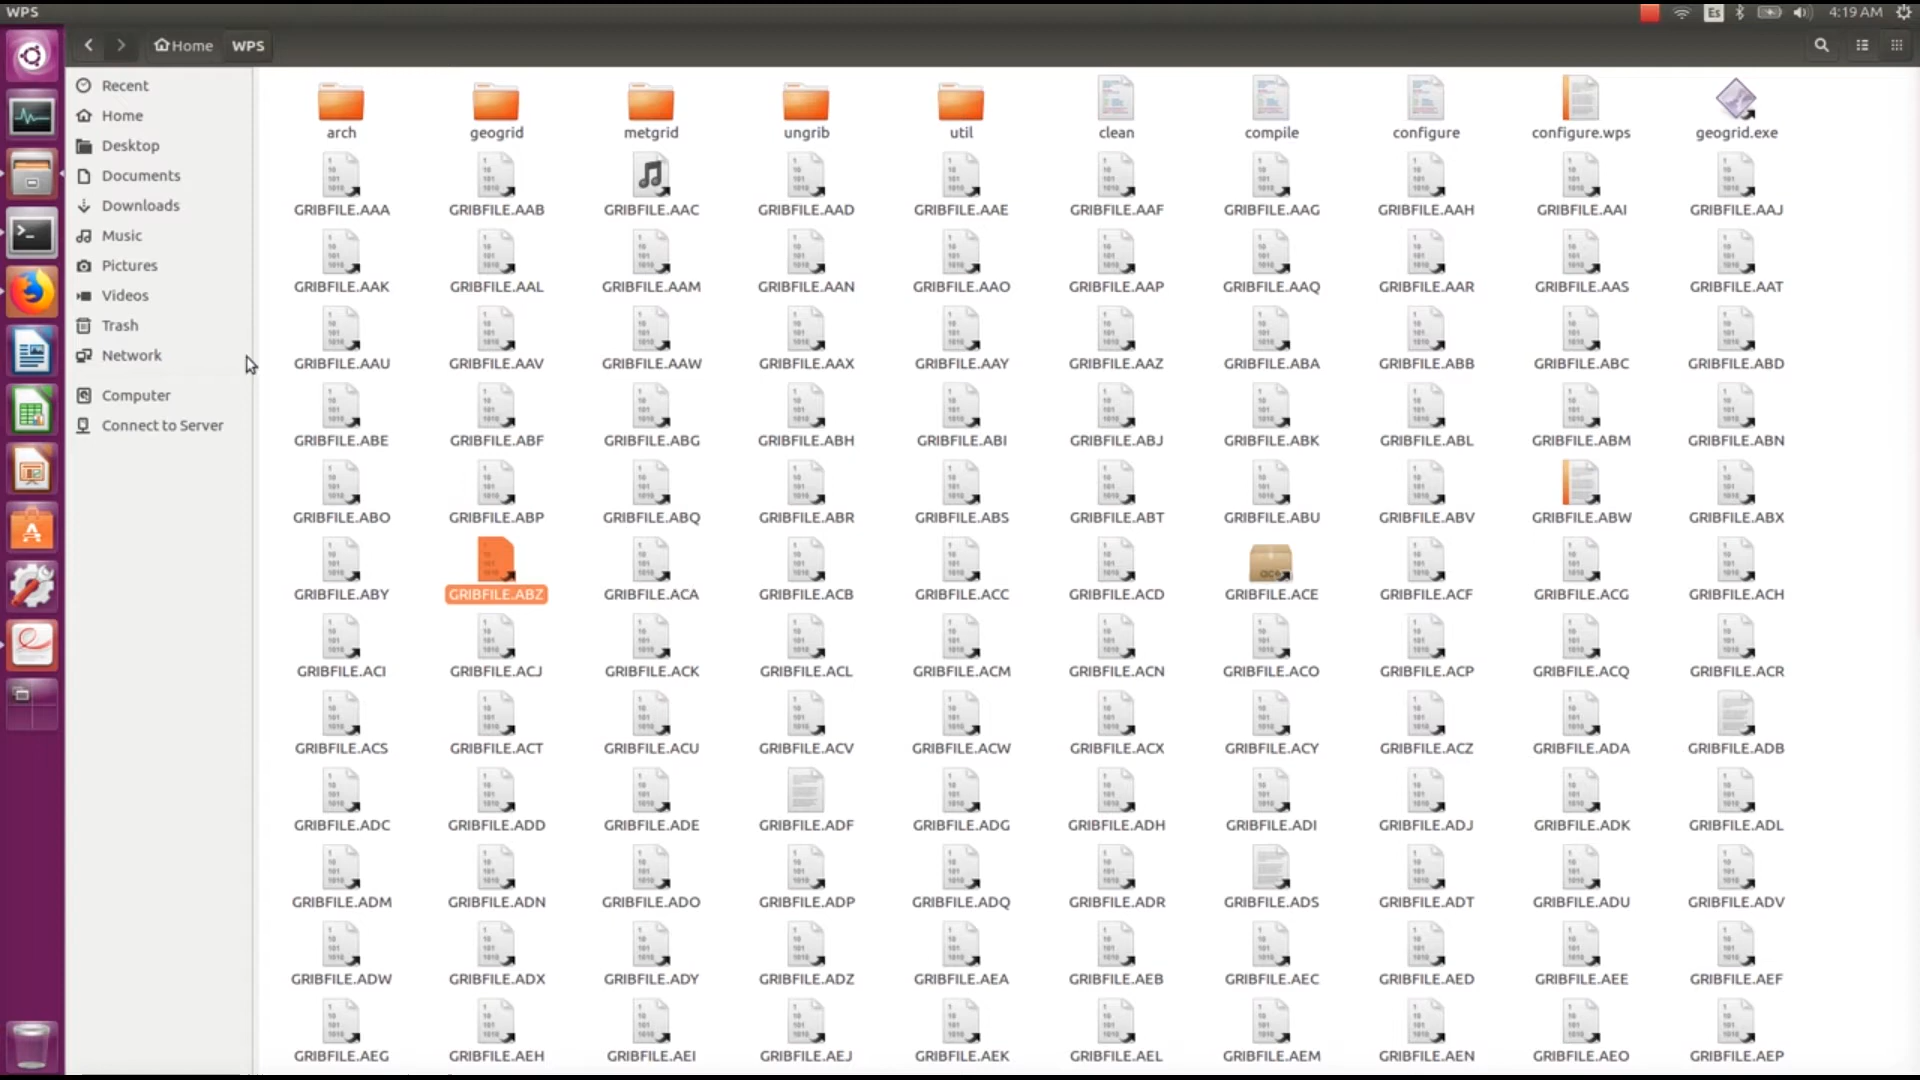 WPS
Es
4:19 AM
Home WPS
Recent
Home
Desktop
Documents
Downloads
Music
Pictures
Videos
Trash
Network
Computer
Connect to Server
arch geogrid metgrid ungrib util clean compile configure configure.wps geogrid.exe
GRIBFILE.AAA GRIBFILE.AAB GRIBFILE.AAC GRIBFILE.AAD GRIBFILE.AAE GRIBFILE.AAF GRIBFILE.AAG GRIBFILE.AAH GRIBFILE.AAI GRIBFILE.AAJ
GRIBFILE.AAK GRIBFILE.AAL GRIBFILE.AAM GRIBFILE.AAN GRIBFILE.AAO GRIBFILE.AAP GRIBFILE.AAQ GRIBFILE.AAR GRIBFILE.AAS GRIBFILE.AAT
GRIBFILE.AAU GRIBFILE.AAV GRIBFILE.AAW GRIBFILE.AAX GRIBFILE.AAY GRIBFILE.AAZ GRIBFILE.ABA GRIBFILE.ABB GRIBFILE.ABC GRIBFILE.ABD
GRIBFILE.ABE GRIBFILE.ABF GRIBFILE.ABG GRIBFILE.ABH GRIBFILE.ABI GRIBFILE.ABJ GRIBFILE.ABK GRIBFILE.ABL GRIBFILE.ABM GRIBFILE.ABN
GRIBFILE.ABO GRIBFILE.ABP GRIBFILE.ABQ GRIBFILE.ABR GRIBFILE.ABS GRIBFILE.ABT GRIBFILE.ABU GRIBFILE.ABV GRIBFILE.ABW GRIBFILE.ABX
GRIBFILE.ABY GRIBFILE.ABZ GRIBFILE.ACA GRIBFILE.ACB GRIBFILE.ACC GRIBFILE.ACD GRIBFILE.ACE GRIBFILE.ACF GRIBFILE.ACG GRIBFILE.ACH
GRIBFILE.ACI GRIBFILE.ACJ GRIBFILE.ACK GRIBFILE.ACL GRIBFILE.ACM GRIBFILE.ACN GRIBFILE.ACO GRIBFILE.ACP GRIBFILE.ACQ GRIBFILE.ACR
GRIBFILE.ACS GRIBFILE.ACT GRIBFILE.ACU GRIBFILE.ACV GRIBFILE.ACW GRIBFILE.ACX GRIBFILE.ACY GRIBFILE.ACZ GRIBFILE.ADA GRIBFILE.ADB
GRIBFILE.ADC GRIBFILE.ADD GRIBFILE.ADE GRIBFILE.ADF GRIBFILE.ADG GRIBFILE.ADH GRIBFILE.ADI GRIBFILE.ADJ GRIBFILE.ADK GRIBFILE.ADL
GRIBFILE.ADM GRIBFILE.ADN GRIBFILE.ADO GRIBFILE.ADP GRIBFILE.ADQ GRIBFILE.ADR GRIBFILE.ADS GRIBFILE.ADT GRIBFILE.ADU GRIBFILE.ADV
GRIBFILE.ADW GRIBFILE.ADX GRIBFILE.ADY GRIBFILE.ADZ GRIBFILE.AEA GRIBFILE.AEB GRIBFILE.AEC GRIBFILE.AED GRIBFILE.AEE GRIBFILE.AEF
GRIBFILE.AEG GRIBFILE.AEH GRIBFILE.AEI GRIBFILE.AEJ GRIBFILE.AEK GRIBFILE.AEL GRIBFILE.AEM GRIBFILE.AEN GRIBFILE.AEO GRIBFILE.AEP